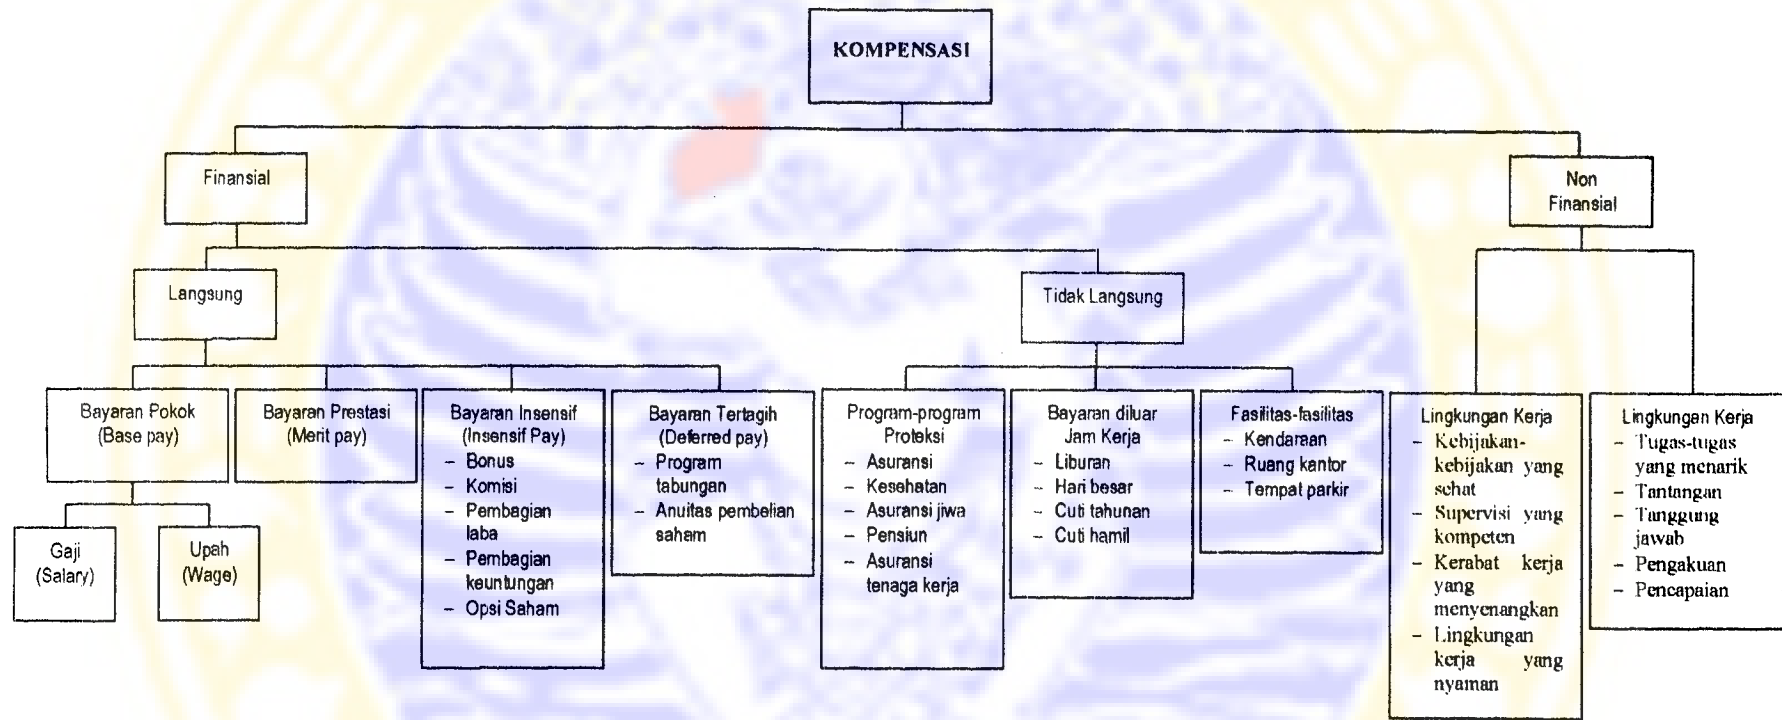 KOMPENSASI
Finansial
Non
Finansial
Langsung
Tidak Langsung
Bayaran Pokok
(Base pay)
Bayaran Prestasi
(Merit pay)
Bayaran Insensif
(Insensif Pay)
– Bonus
– Komisi
– Pembagian
laba
– Pembagian
keuntungan
– Opsi Saham
Bayaran Tertagih
(Deferred pay)
– Program
tabungan
– Anuitas pembelian
saham
Program-program
Proteksi
– Asuransi
– Kesehatan
– Asuransi jiwa
– Pensiun
– Asuransi
tenaga kerja
Bayaran diluar
Jam Kerja
– Liburan
– Hari besar
– Cuti tahunan
– Cuti hamil
Fasilitas-fasilitas
– Kendaraan
– Ruang kantor
– Tempat parkir
Lingkungan Kerja
– Kebijakan-
kebijakan yang
sehat
– Supervisi yang
kompeten
– Kerabat kerja
yang
menyenangkan
– Lingkungan
kerja yang
nyaman
Lingkungan Kerja
– Tugas-tugas
yang menarik
– Tantangan
– Tanggung
jawab
– Pengakuan
– Pencapaian
Gaji
(Salary)
Upah
(Wage)